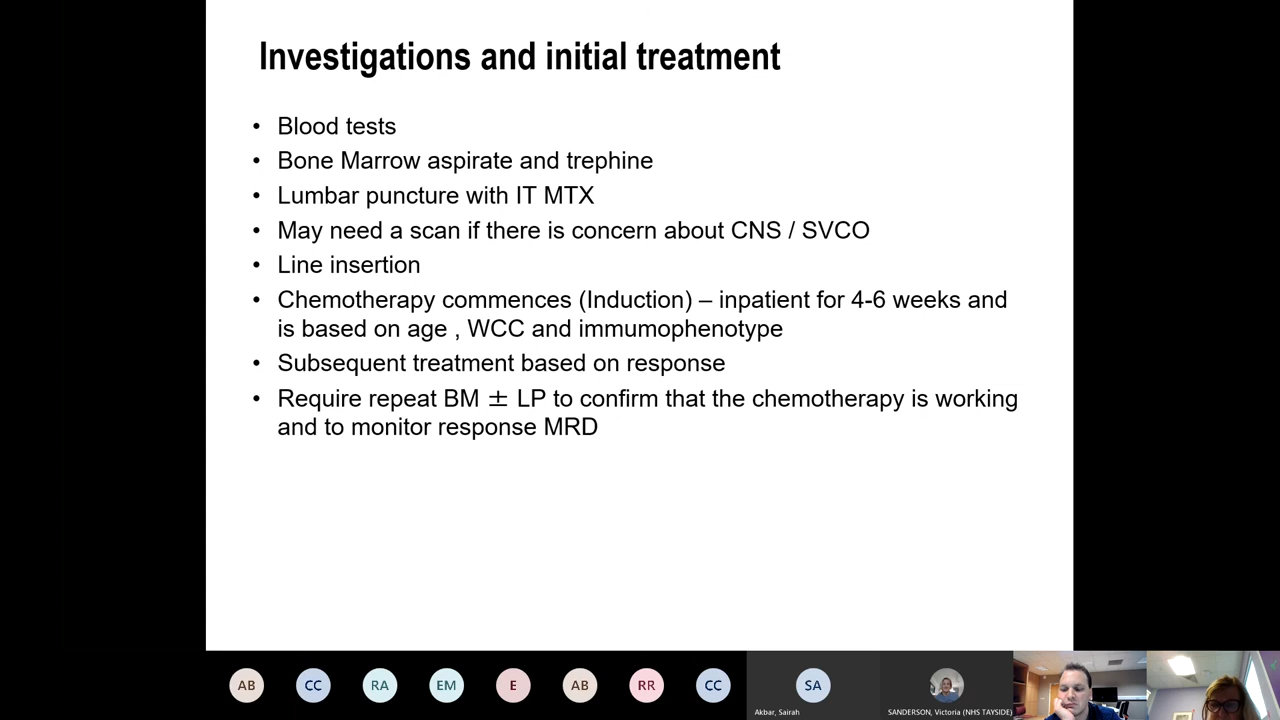 Investigations and initial treatment
• Blood tests
• Bone Marrow aspirate and trephine
• Lumbar puncture with IT MTX
• May need a scan if there is concern about CNS / SVCO
• Line insertion
• Chemotherapy commences (Induction) – inpatient for 4-6 weeks and
is based on age , WCC and immumophenotype
• Subsequent treatment based on response
• Require repeat BM ± LP to confirm that the chemotherapy is working
and to monitor response MRD
AB CC RA EM E AB RR CC SA
Akbar, Sairah
SANDERSON, Victoria (NHS TAYSIDE)